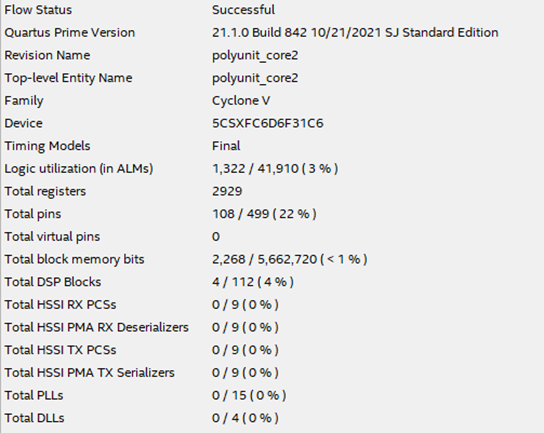 Flow Status Successful
Quartus Prime Version 21.1.0 Build 842 10/21/2021 SJ Standard Edition
Revision Name polyunit_core2
Top-level Entity Name polyunit_core2
Family Cyclone V
Device 5CSXFC6D6F31C6
Timing Models Final
Logic utilization (in ALMs) 1,322 / 41,910 ( 3 % )
Total registers 2929
Total pins 108 / 499 ( 22 % )
Total virtual pins 0
Total block memory bits 2,268 / 5,662,720 ( < 1 % )
Total DSP Blocks 4 / 112 ( 4 % )
Total HSSI RX PCSs 0 / 9 ( 0 % )
Total HSSI PMA RX Deserializers 0 / 9 ( 0 % )
Total HSSI TX PCSs 0 / 9 ( 0 % )
Total HSSI PMA TX Serializers 0 / 9 ( 0 % )
Total PLLs 0 / 15 ( 0 % )
Total DLLs 0 / 4 ( 0 % )